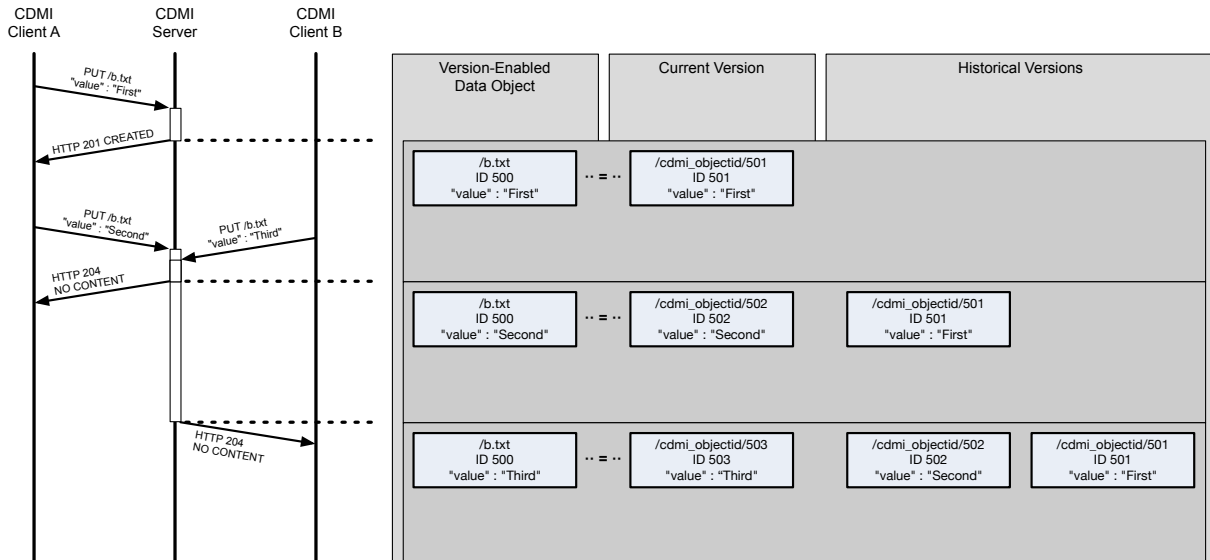 CDMI
Client A
CDMI
Server
CDMI
Client B
PUT /b.txt
"value" : "First"
HTTP 201 CREATED
PUT /b.txt
"value" : "Second"
PUT /b.txt
"value" : "Third"
HTTP 204
NO CONTENT
HTTP 204
NO CONTENT
Version-Enabled
Data Object
Current Version
Historical Versions
/b.txt
ID 500
"value" : "First"
·· = ··
/cdmi_objectid/501
ID 501
"value" : "First"
/b.txt
ID 500
"value" : "Second"
·· = ··
/cdmi_objectid/502
ID 502
"value" : "Second"
/cdmi_objectid/501
ID 501
"value" : "First"
/b.txt
ID 500
"value" : "Third"
·· = ··
/cdmi_objectid/503
ID 503
"value" : “Third"
/cdmi_objectid/502
ID 502
"value" : "Second"
/cdmi_objectid/501
ID 501
"value" : "First"